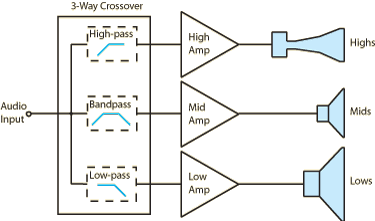 3-Way Crossover
High-pass
High
Amp
Highs
Audio
Input
Bandpass
Mid
Amp
Mids
Low-pass
Low
Amp
Lows